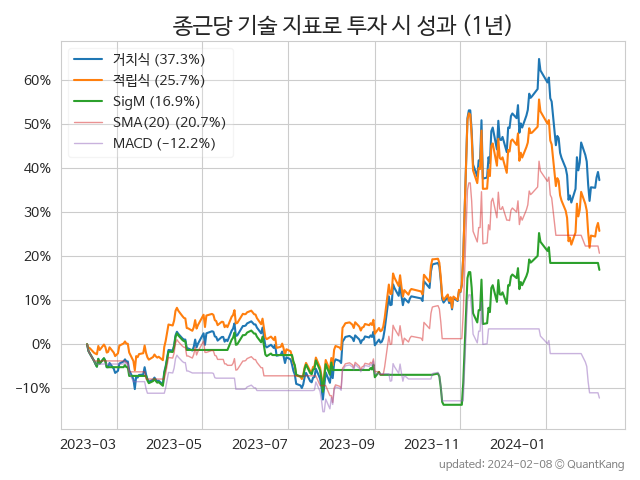 종근당 기술 지표로 투자 시 성과 (1년)
거치식 (37.3%)
적립식 (25.7%)
SigM (16.9%)
SMA(20) (20.7%)
MACD (−12.2%)
60%
50%
40%
30%
20%
10%
0%
−10%
2023-03 2023-05 2023-07 2023-09 2023-11 2024-01
updated: 2024-02-08 © QuantKang